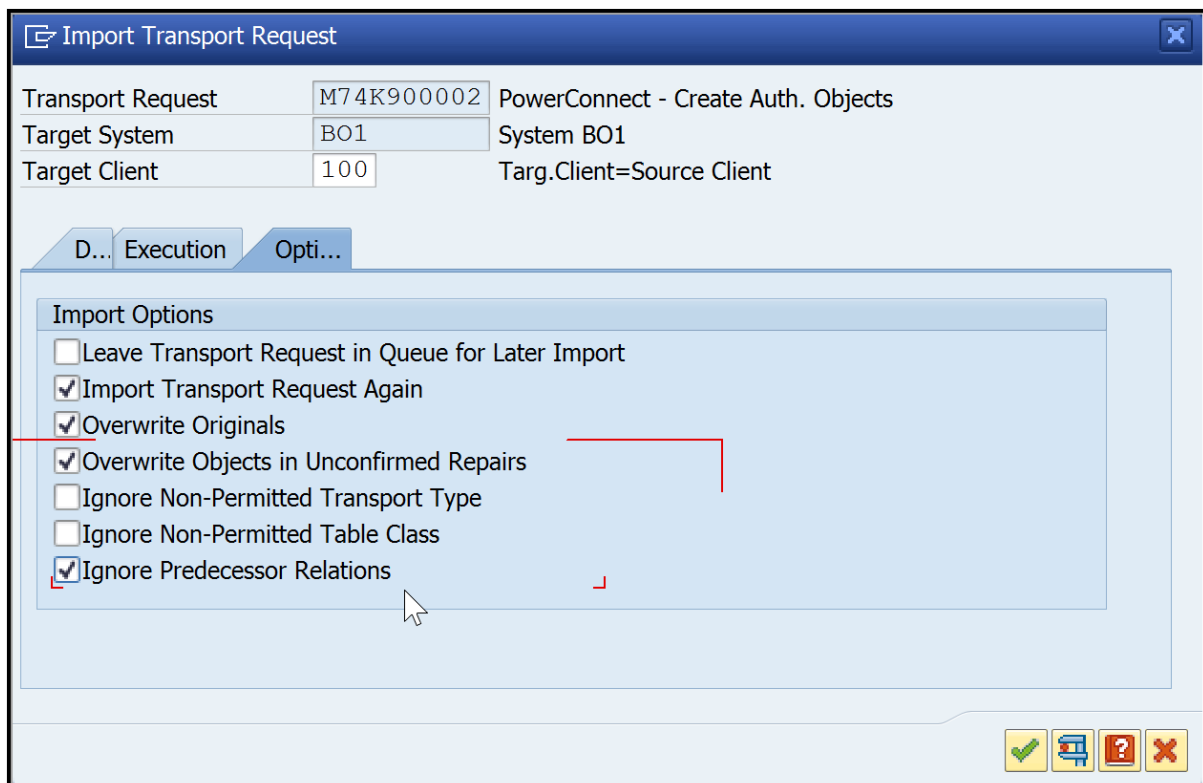 Import Transport Request
Transport Request M74K900002 PowerConnect - Create Auth. Objects
Target System BO1 System BO1
Target Client 100 Targ.Client=Source Client
D... Execution Opti...
Import Options
Leave Transport Request in Queue for Later Import
Import Transport Request Again
Overwrite Originals
Overwrite Objects in Unconfirmed Repairs
Ignore Non-Permitted Transport Type
Ignore Non-Permitted Table Class
Ignore Predecessor Relations